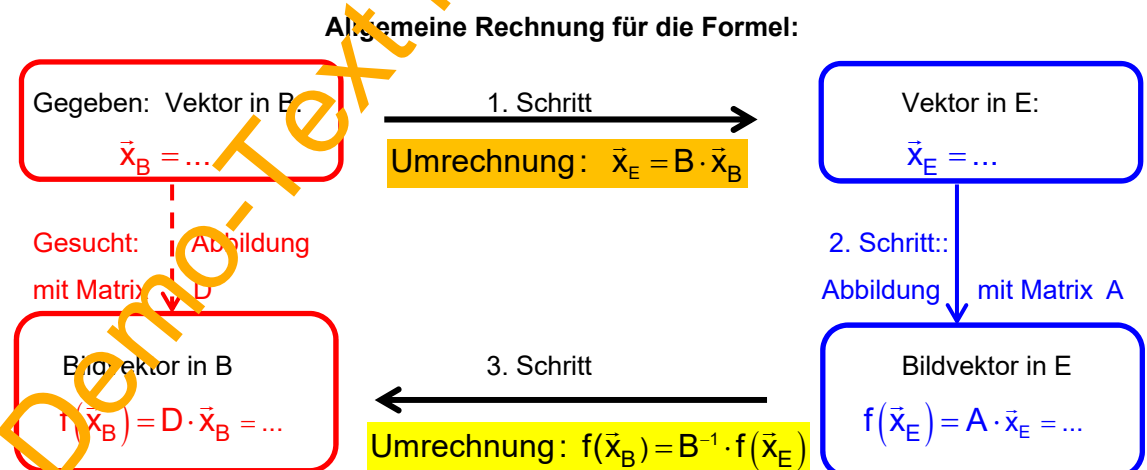 Allgemeine Rechnung für die Formel:
Gegeben: Vektor in B:
x⃗_B = ...
1. Schritt
Umrechnung: x⃗_E = B · x⃗_B
Vektor in E:
x⃗_E = ...
Gesucht: Abbildung
mit Matrix D
2. Schritt::
Abbildung mit Matrix A
Bildvektor in B
f(x⃗_B) = D · x⃗_B = ...
3. Schritt
Umrechnung: f(x⃗_B) = B⁻¹ · f(x⃗_E)
Bildvektor in E
f(x⃗_E) = A · x⃗_E = ...
Demo-Text